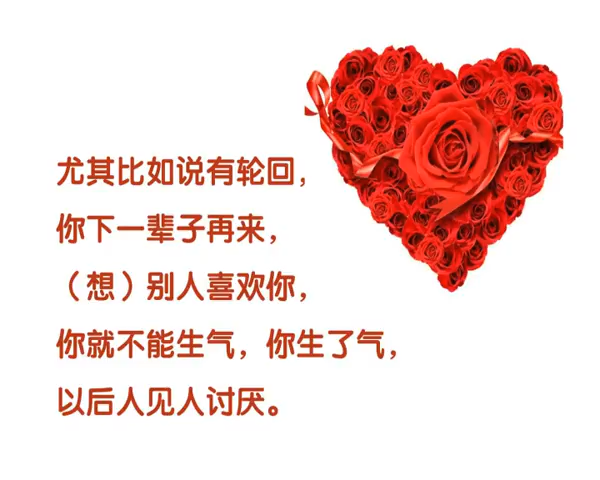 尤其比如说有轮回，
你下一辈子再来，
（想）别人喜欢你，
你就不能生气，你生了气，
以后人见人讨厌。